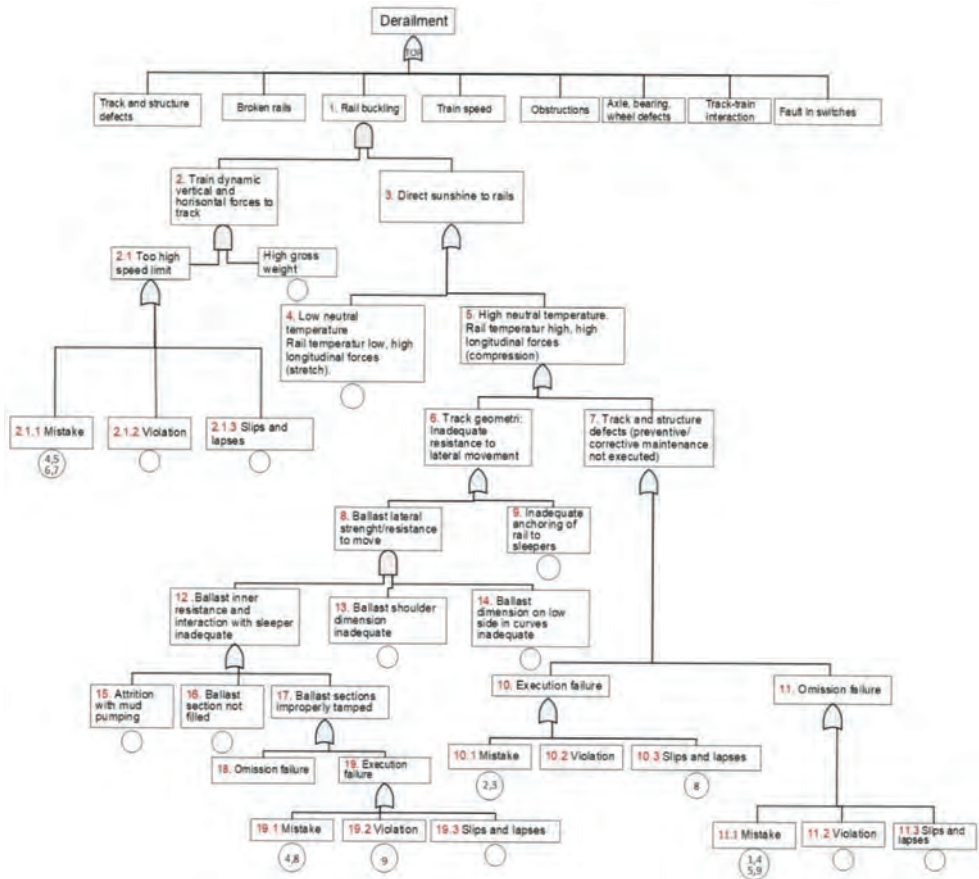 Derailment
TOP
Track and structure
defects
Broken rails
1. Rail buckling
Train speed
Obstructions
Axle, bearing,
wheel defects
Track-train
interaction
Fault in switches
2. Train dynamic
vertical and
horisontal forces to
track
3. Direct sunshine to rails
2.1 Too high
speed limit
High gross
weight
4. Low neutral
temperature
Rail temperatur low, high
longitudinal forces
(stretch).
5. High neutral temperature.
Rail temperatur high, high
longitudinal forces
(compression)
2.1.1 Mistake
4,5
6,7
2.1.2 Violation
2.1.3 Slips and
lapses
6. Track geometri:
Inadequate
resistance to
lateral movement
7. Track and structure
defects (preventive/
corrective maintenance
not executed)
8. Ballast lateral
strenght/resistance
to move
9. Inadequate
anchoring of
rail to
sleepers
12. Ballast inner
resistance and
interaction with sleeper
inadequate
13. Ballast shoulder
dimension
inadequate
14. Ballast
dimension on low
side in curves
inadequate
10. Execution failure
11. Omission failure
15. Attrition
with mud
pumping
16. Ballast
section not
filled
17. Ballast sections
improperly tamped
18. Omission failure
19. Execution
failure
10.1 Mistake
2,3
10.2 Violation
10.3 Slips and lapses
8
19.1 Mistake
4,8
19.2 Violation
9
19.3 Slips and lapses
11.1 Mistake
5,9
11.2 Violation
11.3 Slips and
lapses